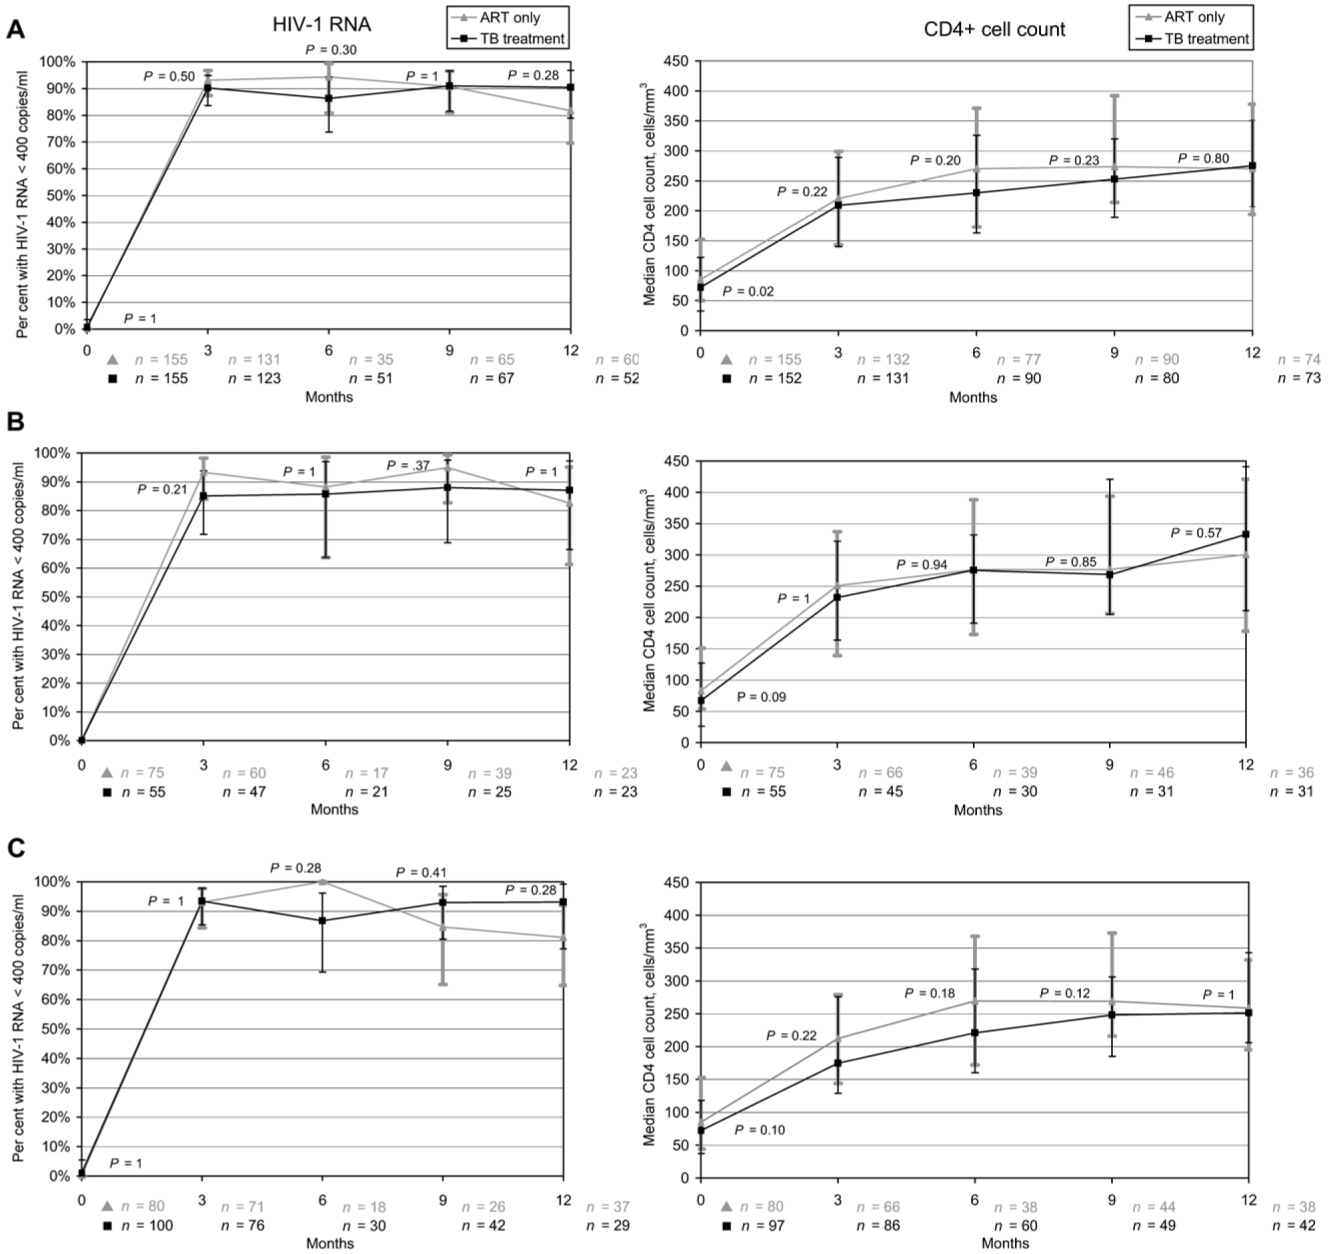 A
HIV-1 RNA
ART only
TB treatment
CD4+ cell count
ART only
TB treatment
Per cent with HIV-1 RNA < 400 copies/ml
100%
90%
80%
70%
60%
50%
40%
30%
20%
10%
0%
P = 0.50
P = 0.30
P = 1
P = 0.28
P = 1
0 3 6 9 12
n = 155 n = 131 n = 35 n = 65 n = 60
n = 155 n = 123 n = 51 n = 67 n = 52
Months
Median CD4 cell count, cells/mm3
450
400
350
300
250
200
150
100
50
0
P = 0.02
P = 0.22
P = 0.20
P = 0.23
P = 0.80
0 3 6 9 12
n = 155 n = 132 n = 77 n = 90 n = 74
n = 152 n = 131 n = 90 n = 80 n = 73
Months
B
Per cent with HIV-1 RNA < 400 copies/ml
100%
90%
80%
70%
60%
50%
40%
30%
20%
10%
0%
P = 0.21
P = 1
P = .37
P = 1
0 3 6 9 12
n = 75 n = 60 n = 17 n = 39 n = 23
n = 55 n = 47 n = 21 n = 25 n = 23
Months
Median CD4 cell count, cells/mm3
450
400
350
300
250
200
150
100
50
0
P = 0.09
P = 1
P = 0.94
P = 0.85
P = 0.57
0 3 6 9 12
n = 75 n = 66 n = 39 n = 46 n = 36
n = 55 n = 45 n = 30 n = 31 n = 31
Months
C
Per cent with HIV-1 RNA < 400 copies/ml
100%
90%
80%
70%
60%
50%
40%
30%
20%
10%
0%
P = 1
P = 1
P = 0.28
P = 0.41
P = 0.28
0 3 6 9 12
n = 80 n = 71 n = 18 n = 26 n = 37
n = 100 n = 76 n = 30 n = 42 n = 29
Months
Median CD4 cell count, cells/mm3
450
400
350
300
250
200
150
100
50
0
P = 0.10
P = 0.22
P = 0.18
P = 0.12
P = 1
0 3 6 9 12
n = 80 n = 66 n = 38 n = 44 n = 38
n = 97 n = 86 n = 60 n = 49 n = 42
Months